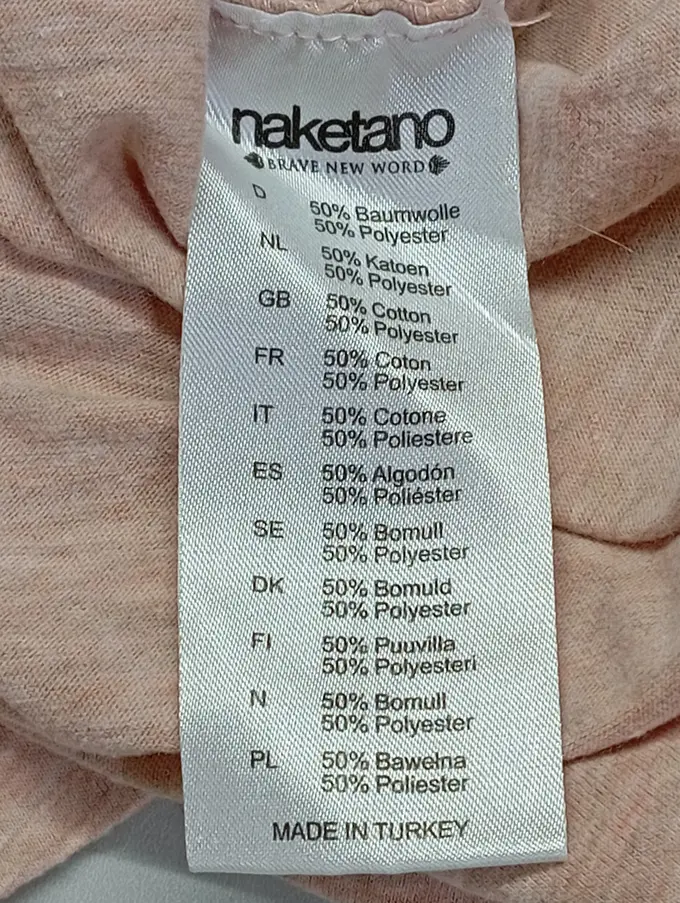 naketano
BRAVE NEW WORD
D 50% Baumwolle
50% Polyester
NL 50% Katoen
50% Polyester
GB 50% Cotton
50% Polyester
FR 50% Coton
50% Polyester
IT 50% Cotone
50% Poliestere
ES 50% Algodón
50% Poliéster
SE 50% Bomull
50% Polyester
DK 50% Bomuld
50% Polyester
FI 50% Puuvilla
50% Polyesteri
N 50% Bomull
50% Polyester
PL 50% Bawełna
50% Poliester
MADE IN TURKEY